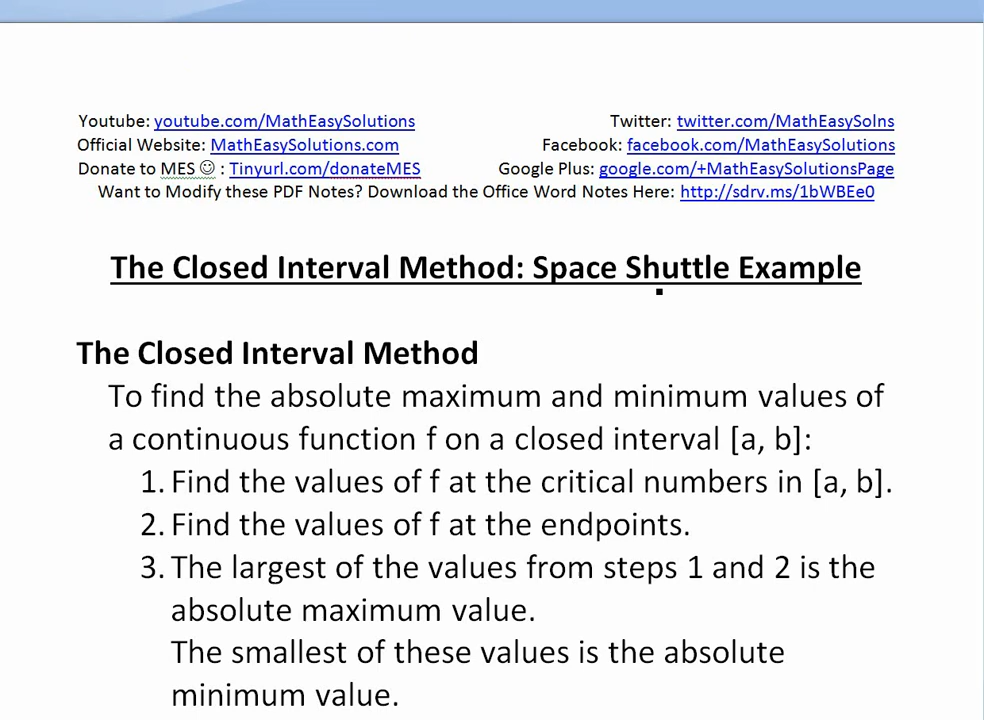 Youtube: youtube.com/MathEasySolutions Twitter: twitter.com/MathEasySolns
Official Website: MathEasySolutions.com Facebook: facebook.com/MathEasySolutions
Donate to MES ☺ : Tinyurl.com/donateMES Google Plus: google.com/+MathEasySolutionsPage
Want to Modify these PDF Notes? Download the Office Word Notes Here: http://sdrv.ms/1bWBEe0
The Closed Interval Method: Space Shuttle Example
The Closed Interval Method
To find the absolute maximum and minimum values of
a continuous function f on a closed interval [a, b]:
1. Find the values of f at the critical numbers in [a, b].
2. Find the values of f at the endpoints.
3. The largest of the values from steps 1 and 2 is the
absolute maximum value.
The smallest of these values is the absolute
minimum value.